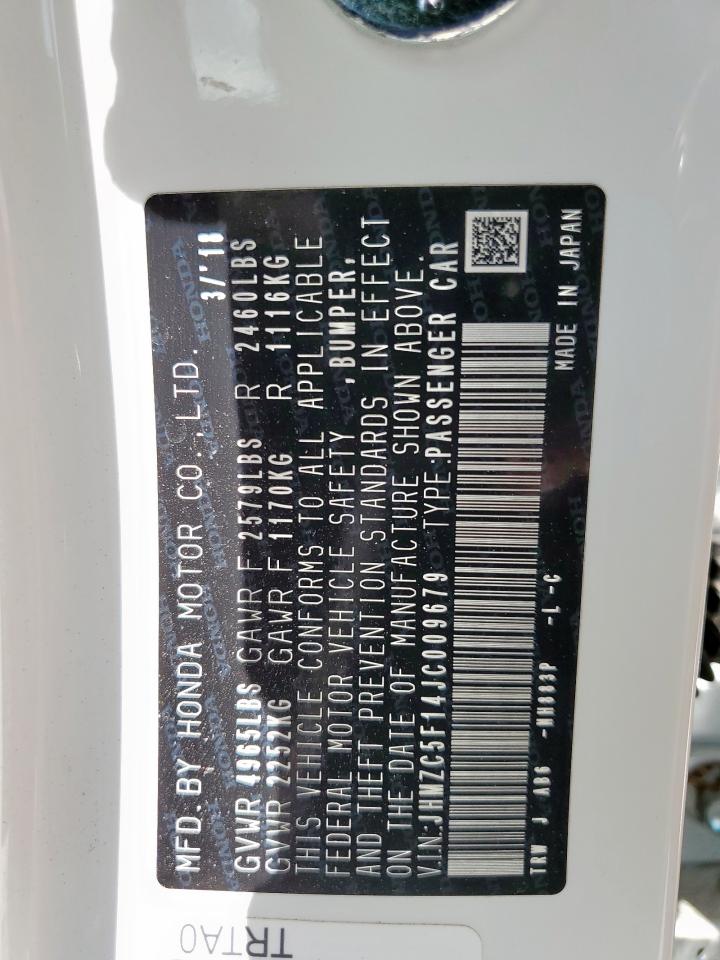 MFD. BY HONDA MOTOR CO., LTD. 3/'18
GVWR 4965LBS GAWR F 2579LBS R 2460LBS
GVWR 2252KG GAWR F 1170KG R 1116KG
THIS VEHICLE CONFORMS TO ALL APPLICABLE
FEDERAL MOTOR VEHICLE SAFETY ,BUMPER,
AND THEFT PREVENTION STANDARDS IN EFFECT
ON THE DATE OF MANUFACTURE SHOWN ABOVE.
V.I.N:JHMZC5F14JC009679 TYPE:PASSENGER CAR
TRW J AB6 -NH883P -L -C MADE IN JAPAN
TRTA0